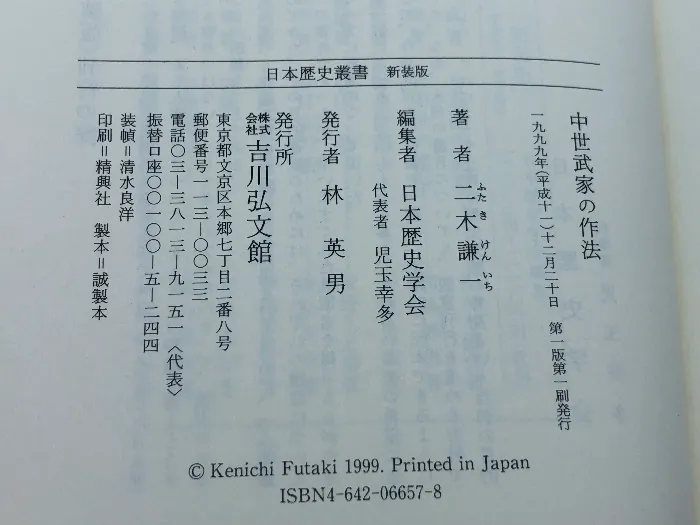 日本歴史叢書 新装版
中世武家の作法
一九九九年(平成十一)十二月二十日 第一版第一刷発行
著者 二木謙一
ふたきけんいち
編集者 日本歴史学会
代表者 児玉幸多
発行者 林英男
発行所
株式会社 吉川弘文館
東京都文京区本郷七丁目二番八号
郵便番号一一三―〇〇三三
電話〇三―三八一三―九一五一〈代表〉
振替口座〇〇一〇〇―五―二四四
装幀=清水良洋
印刷=精興社 製本=誠製本
© Kenichi Futaki 1999. Printed in Japan
ISBN4-642-06657-8